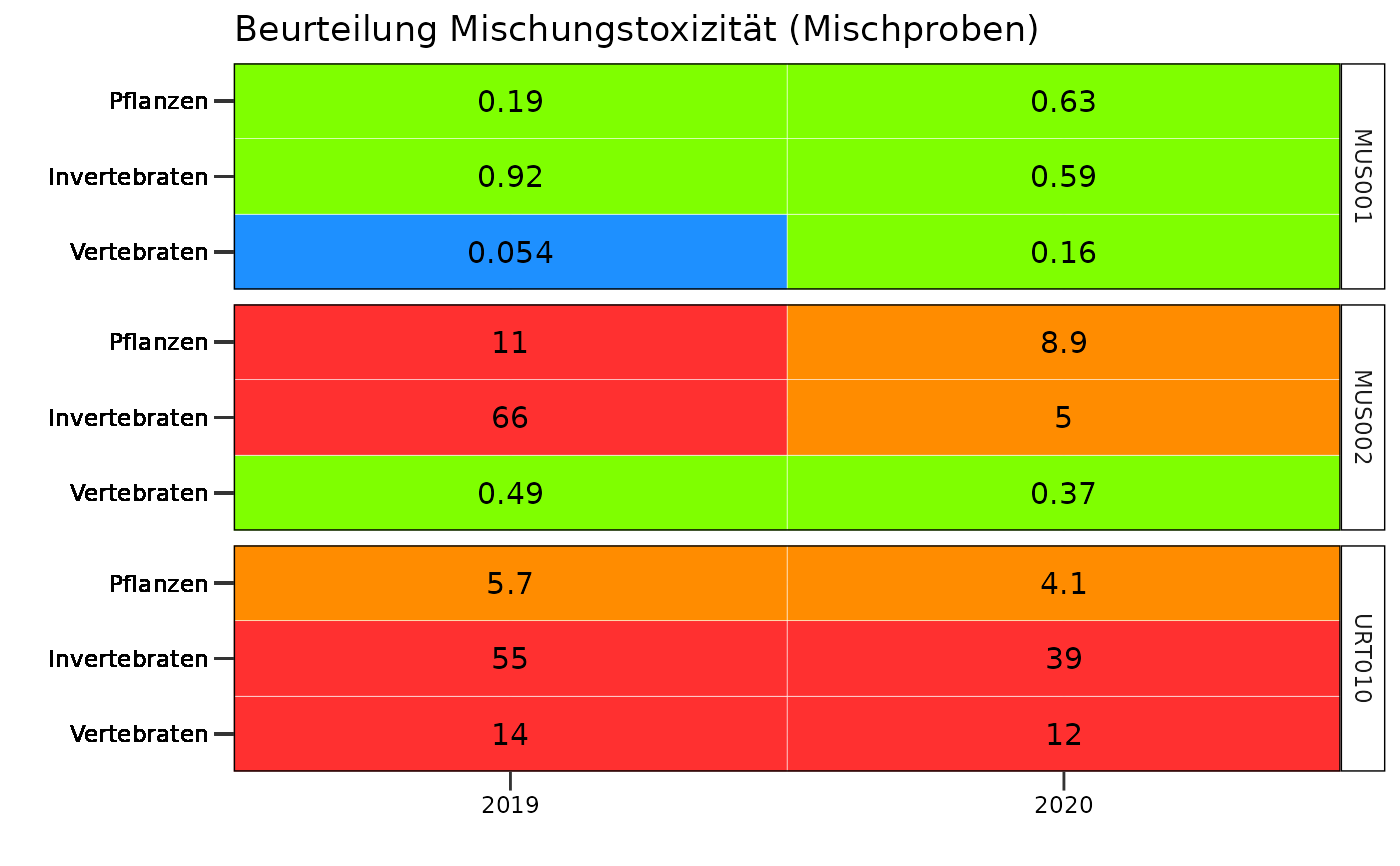 Beurteilung Mischungstoxizität (Mischproben)
Pflanzen 0.19 0.63
Invertebraten 0.92 0.59
Vertebraten 0.054 0.16
MUS001
Pflanzen 11 8.9
Invertebraten 66 5
Vertebraten 0.49 0.37
MUS002
Pflanzen 5.7 4.1
Invertebraten 55 39
Vertebraten 14 12
URT010
2019 2020